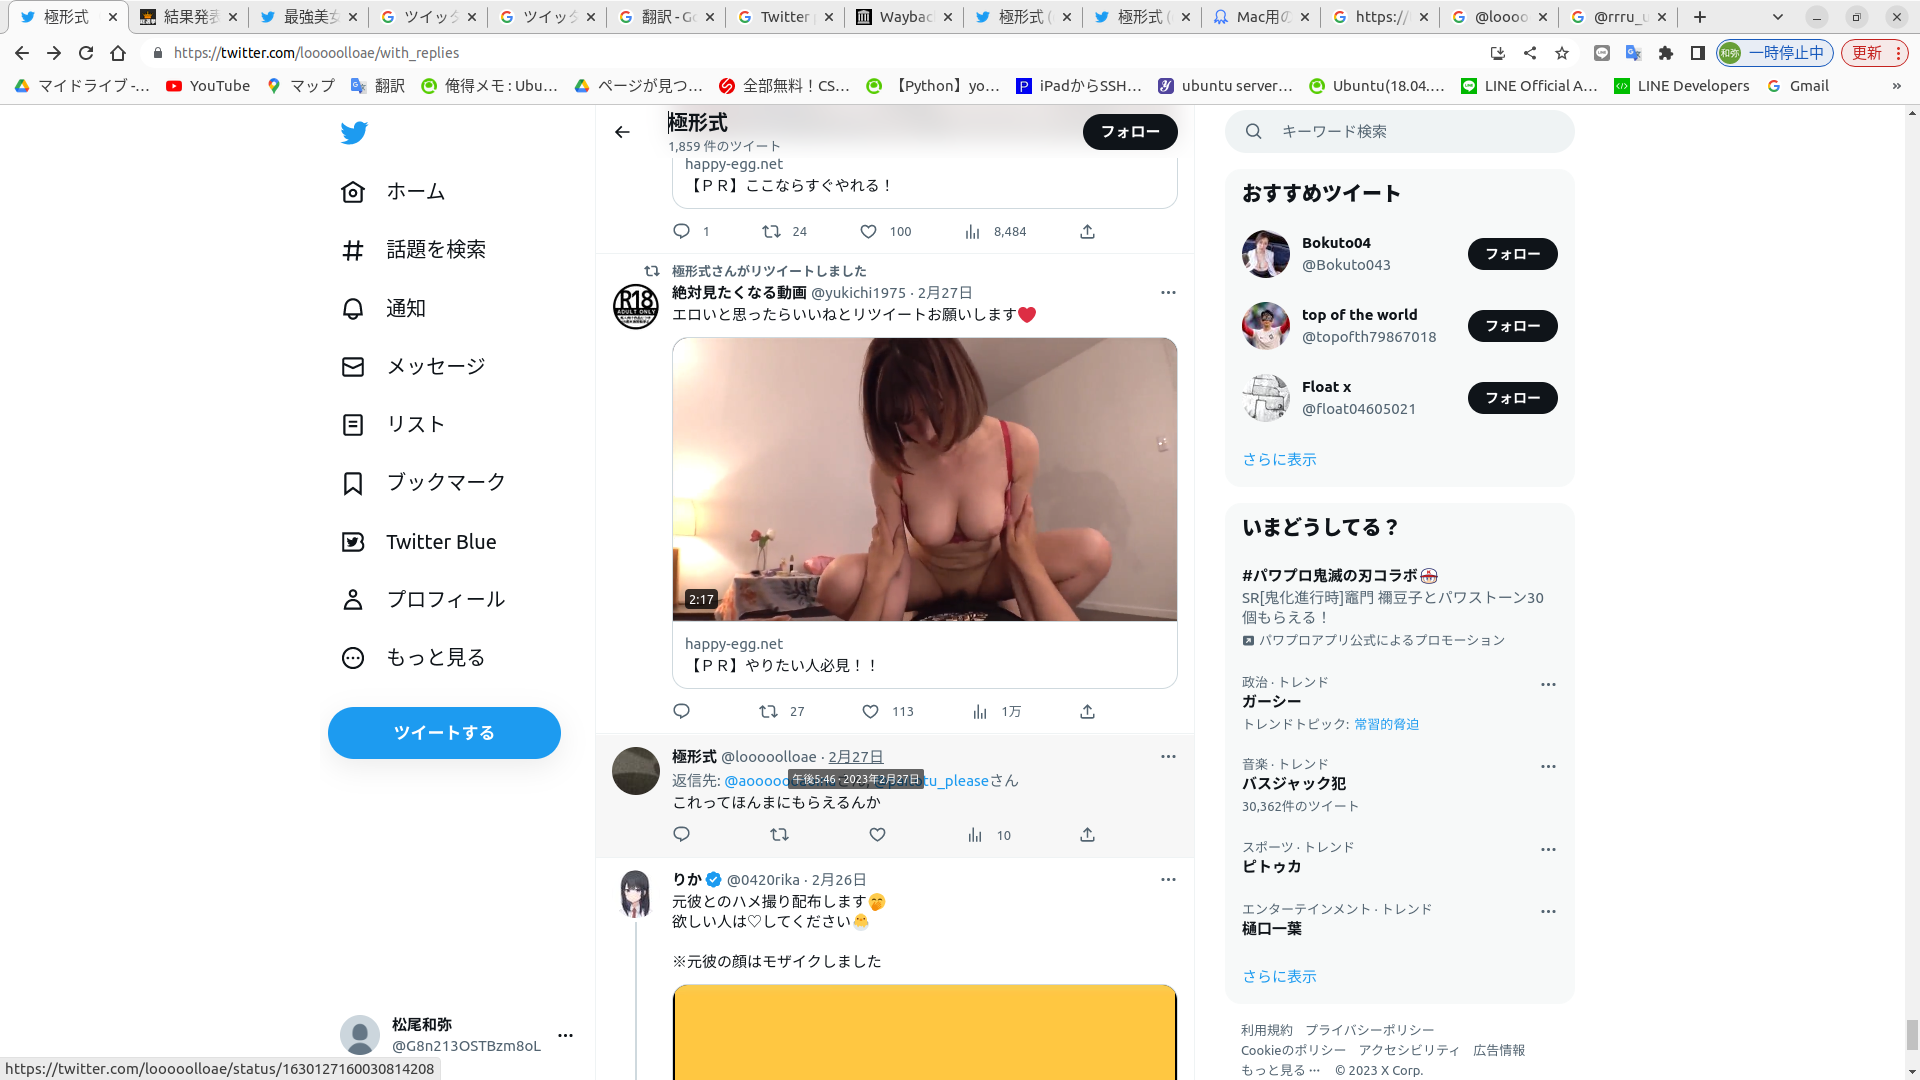 極形式
結果発表
最強美女
ツイッタ
ツイッタ
翻訳 - Go
Twitter
Wayback
極形式 (
極形式 (
Mac用の
https://
@loooo
@rrru_u
https://twitter.com/looooolloae/with_replies
和弥 一時停止中
更新
マイドライブ -...
YouTube
マップ
翻訳
俺得メモ : Ubu...
ページが見つ...
全部無料！CS...
【Python】yo...
iPadからSSH...
ubuntu server...
Ubuntu(18.04....
LINE Official A...
LINE Developers
Gmail
»
ホーム
話題を検索
通知
メッセージ
リスト
ブックマーク
Twitter Blue
プロフィール
もっと見る
ツイートする
松尾和弥
@G8n213OSTBzm8oL
https://twitter.com/looooolloae/status/1630127160030814208
極形式
1,859 件のツイート
フォロー
happy-egg.net
【ＰＲ】ここならすぐやれる！
1 24 100 8,484
極形式さんがリツイートしました
R18
ADULT ONLY
絶対見たくなる動画 @yukichi1975 · 2月27日
エロいと思ったらいいねとリツイートお願いします❤
2:17
happy-egg.net
【ＰＲ】やりたい人必見！！
27 113 1万
極形式 @looooolloae · 2月27日
午後5:46 · 2023年2月27日
返信先: @aooooo tu_pleaseさん
これってほんまにもらえるんか
10
りか @0420rika · 2月26日
元彼とのハメ撮り配布します🤭
欲しい人は♡してください🐣
※元彼の顔はモザイクしました
キーワード検索
おすすめツイート
Bokuto04
@Bokuto043
フォロー
top of the world
@topofth79867018
フォロー
Float x
@float04605021
フォロー
さらに表示
いまどうしてる？
#パワプロ鬼滅の刃コラボ
SR[鬼化進行時]竈門 禰豆子とパワストーン30
個もらえる！
パワプロアプリ公式によるプロモーション
政治 · トレンド
ガーシー
トレンドトピック: 常習的脅迫
音楽 · トレンド
バスジャック犯
30,362件のツイート
スポーツ · トレンド
ピトゥカ
エンターテインメント · トレンド
樋口一葉
さらに表示
利用規約 プライバシーポリシー
Cookieのポリシー アクセシビリティ 広告情報
もっと見る ··· © 2023 X Corp.